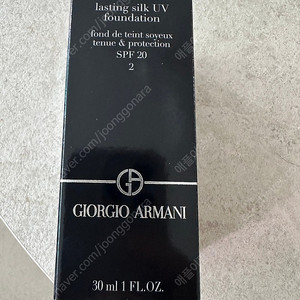 lasting silk UV
foundation
fond de teint soyeux
tenue & protection
SPF 20
2
GIORGIO ARMANI
30 ml 1 FL.OZ.